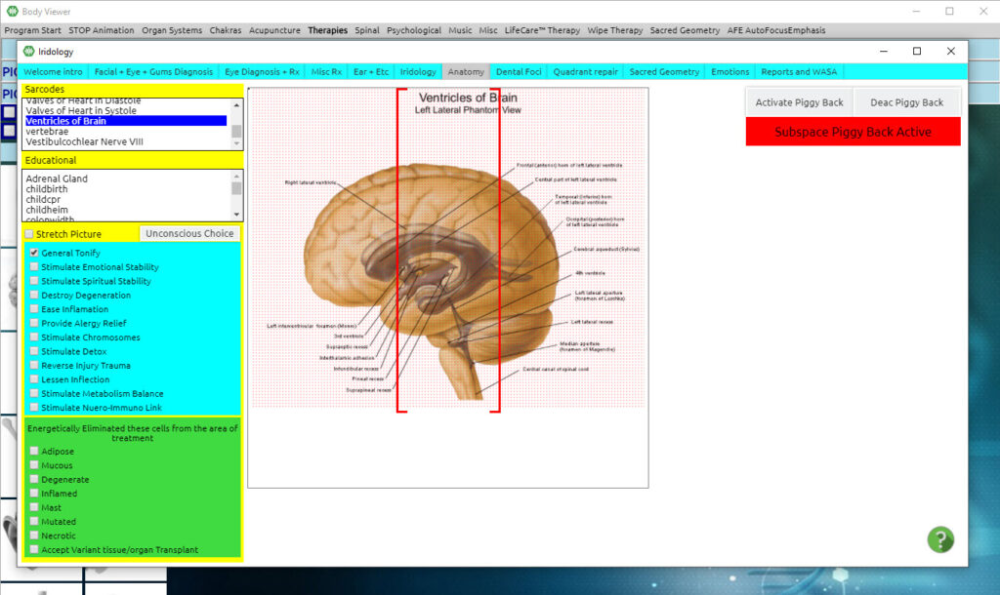 Body Viewer
Program Start STOP Animation Organ Systems Chakras Acupuncture Therapies Spinal Psychological Music Misc LifeCare™ Therapy Wipe Therapy Sacred Geometry AFE AutoFocusEmphasis
Iridology
Welcome intro Facial + Eye + Gums Diagnosis Eye Diagnosis + Rx Misc Rx Ear + Etc Iridology Anatomy Dental Foci Quadrant repair Sacred Geometry Emotions Reports and WASA
Sarcodes
Valves of Heart in Diastole
Valves of Heart in Systole
Ventricles of Brain
vertebrae
Vestibulcochlear Nerve VIII
Educational
Adrenal Gland
childbirth
childcpr
childheim
colonwidth
Stretch Picture
Unconscious Choice
General Tonify
Stimulate Emotional Stability
Stimulate Spiritual Stability
Destroy Degeneration
Ease Inflamation
Provide Alergy Relief
Stimulate Chromosomes
Stimulate Detox
Reverse Injury Trauma
Lessen Inflection
Stimulate Metabolism Balance
Stimulate Nuero-Immuno Link
Energetically Eliminated these cells from the area of
treatment
Adipose
Mucous
Degenerate
Inflamed
Mast
Mutated
Necrotic
Accept Variant tissue/organ Transplant
Ventricles of Brain
Left Lateral Phantom View
Right lateral ventricle
Left interventricular foramen (Monro)
3rd ventricle
Supraoptic recess
Interthalamic adhesion
Infundibular recess
Pineal recess
Suprapineal recess
Frontal (anterior) horn of left lateral ventricle
Central part of left lateral ventricle
Temporal (inferior) horn
of left lateral ventricle
Occipital (posterior) horn
of left lateral ventricle
Cerebral aqueduct (Sylvius)
4th ventricle
Left lateral aperture
(foramen of Luschka)
Left lateral recess
Median aperture
(foramen of Magendie)
Central canal of spinal cord
Activate Piggy Back
Deac Piggy Back
Subspace Piggy Back Active
?